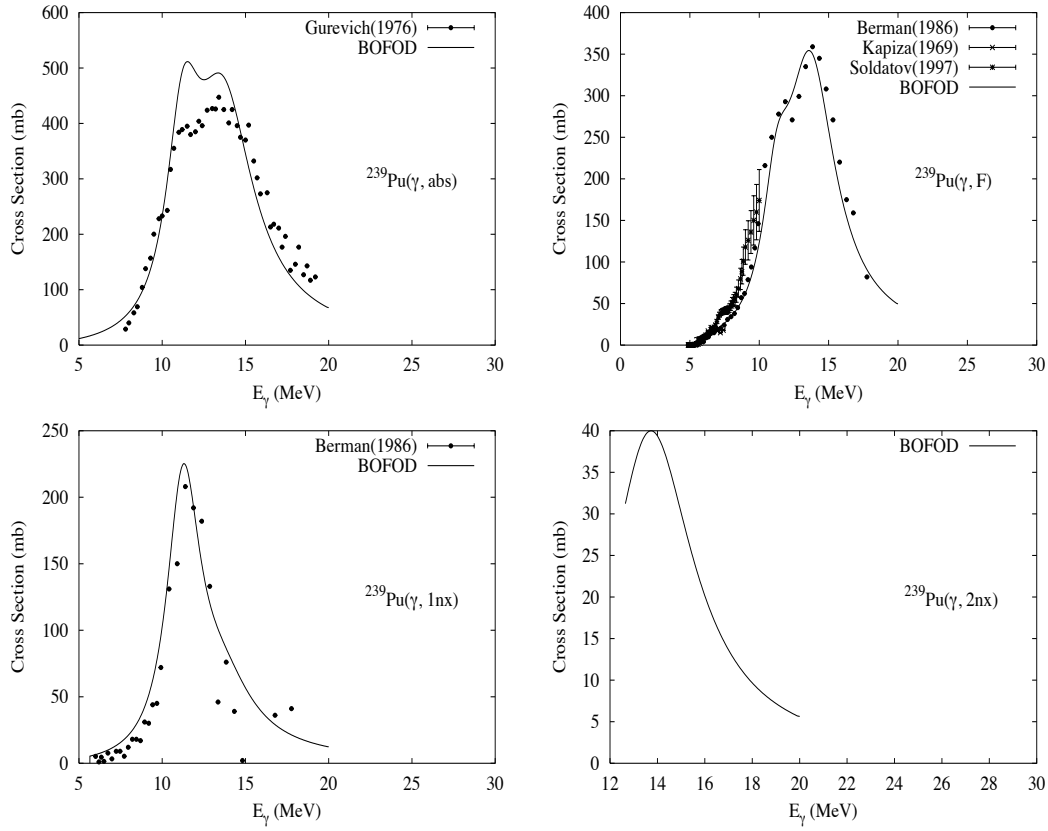 600
500
400
300
200
100
0
5
10
15
20
25
30
Cross Section (mb)
E_γ (MeV)
Gurevich(1976)
BOFOD
²³⁹Pu(γ, abs)
400
350
300
250
200
150
100
50
0
0
5
10
15
20
25
30
Cross Section (mb)
E_γ (MeV)
Berman(1986)
Kapiza(1969)
Soldatov(1997)
BOFOD
²³⁹Pu(γ, F)
250
200
150
100
50
0
5
10
15
20
25
30
Cross Section (mb)
E_γ (MeV)
Berman(1986)
BOFOD
²³⁹Pu(γ, 1nx)
40
35
30
25
20
15
10
5
0
12
14
16
18
20
22
24
26
28
30
Cross Section (mb)
E_γ (MeV)
BOFOD
²³⁹Pu(γ, 2nx)